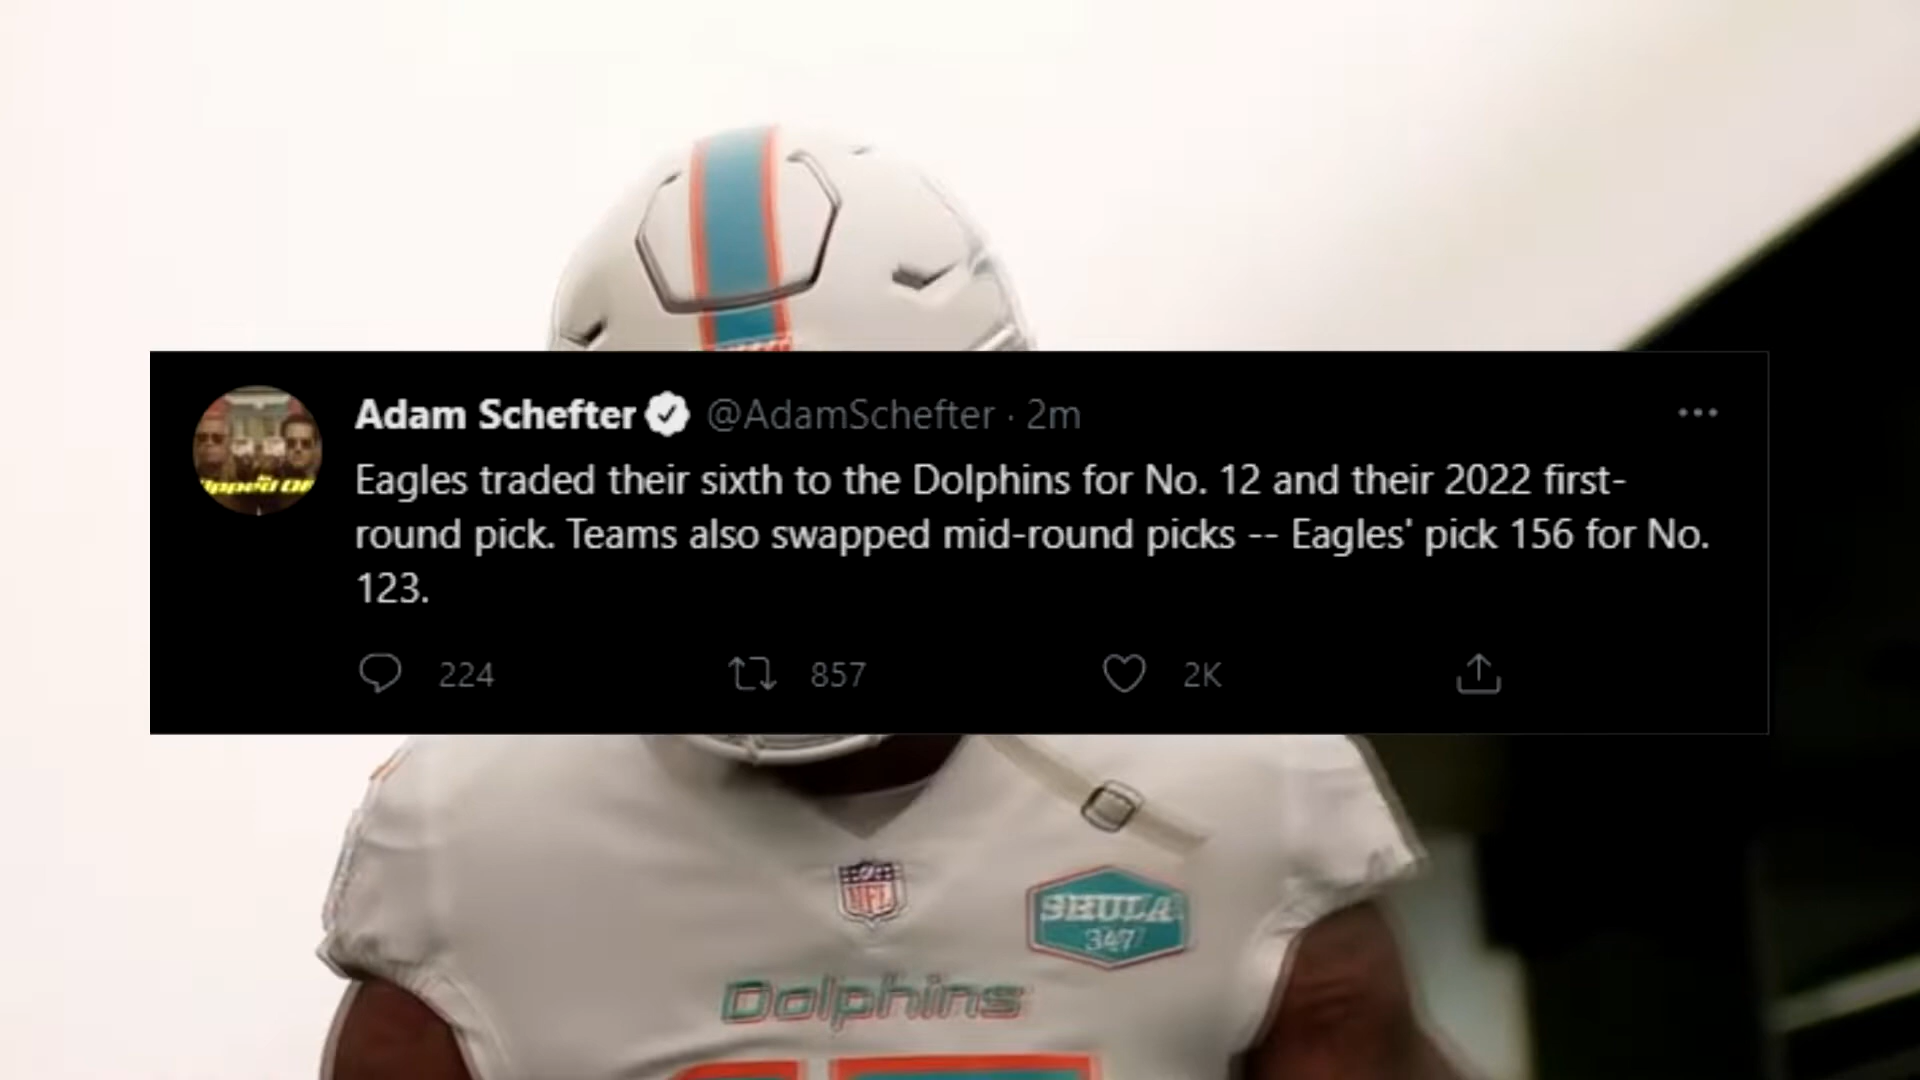 Adam Schefter @AdamSchefter · 2m
Eagles traded their sixth to the Dolphins for No. 12 and their 2022 first-
round pick. Teams also swapped mid-round picks -- Eagles' pick 156 for No.
123.
224 857 2K
NFL
SHULA
347
Dolphins